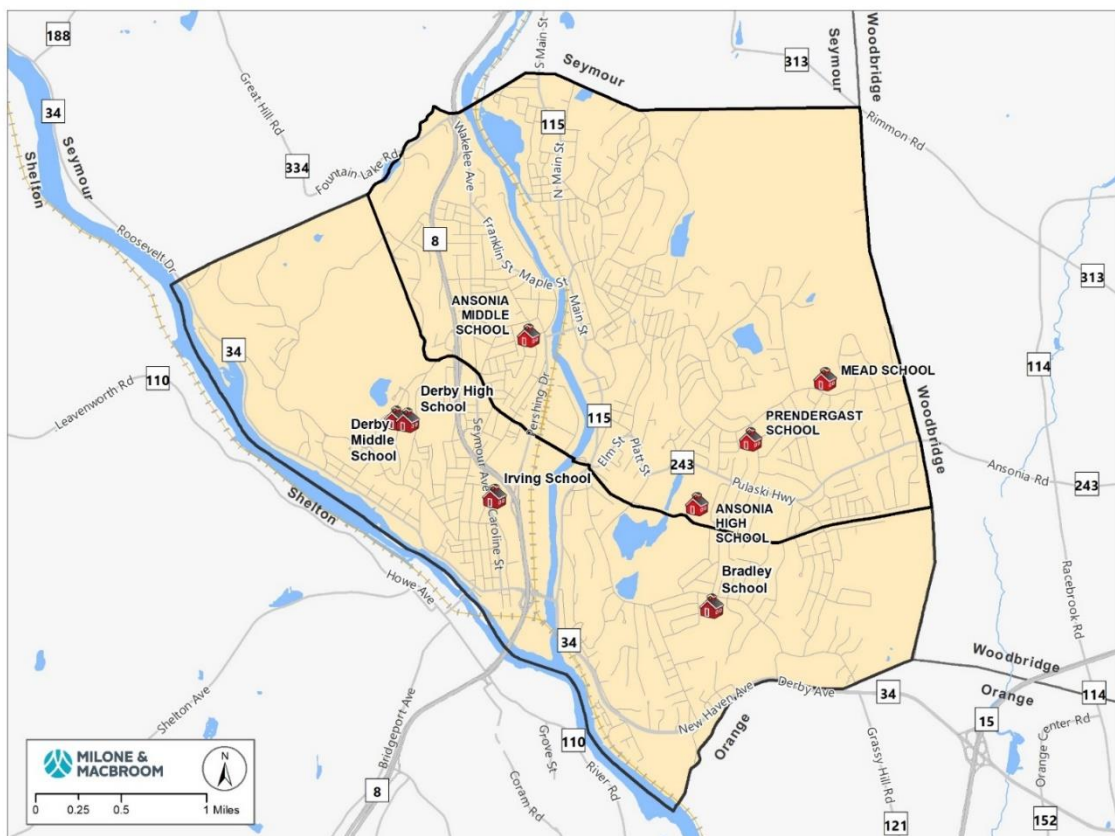 188
34
Seymour
Shelton
Great Hill Rd
334
Fountain Lake Rd
Seymour
S Main St
115
N Main St
Wakelee Ave
313
Seymour
Woodbridge
Rimmon Rd
313
Roosevelt Dr
8
Franklin St
Maple St
Main St
ANSONIA
MIDDLE
SCHOOL
34
110
Leavenworth Rd
Derby High
School
Derby
Middle
School
Pershing Dr
115
114
MEAD SCHOOL
PRENDERGAST
SCHOOL
Woodbridge
Elm St
Platt St
243
Pulaski Hwy
Ansonia Rd
243
Seymour Ave
Irving School
Caroline St
ANSONIA
HIGH
SCHOOL
Shelton
Howe Ave
Bradley
School
Racebrook Rd
34
New Haven Ave
Derby Ave
34
Woodbridge
Orange
114
Orange
15
Orange Center Rd
Shelton Ave
Bridgeport Ave
110
Grove St
River Rd
Coram Rd
Grassy Hill Rd
8
121
152
MILONE &
MACBROOM
N
0 0.25 0.5 1 Miles